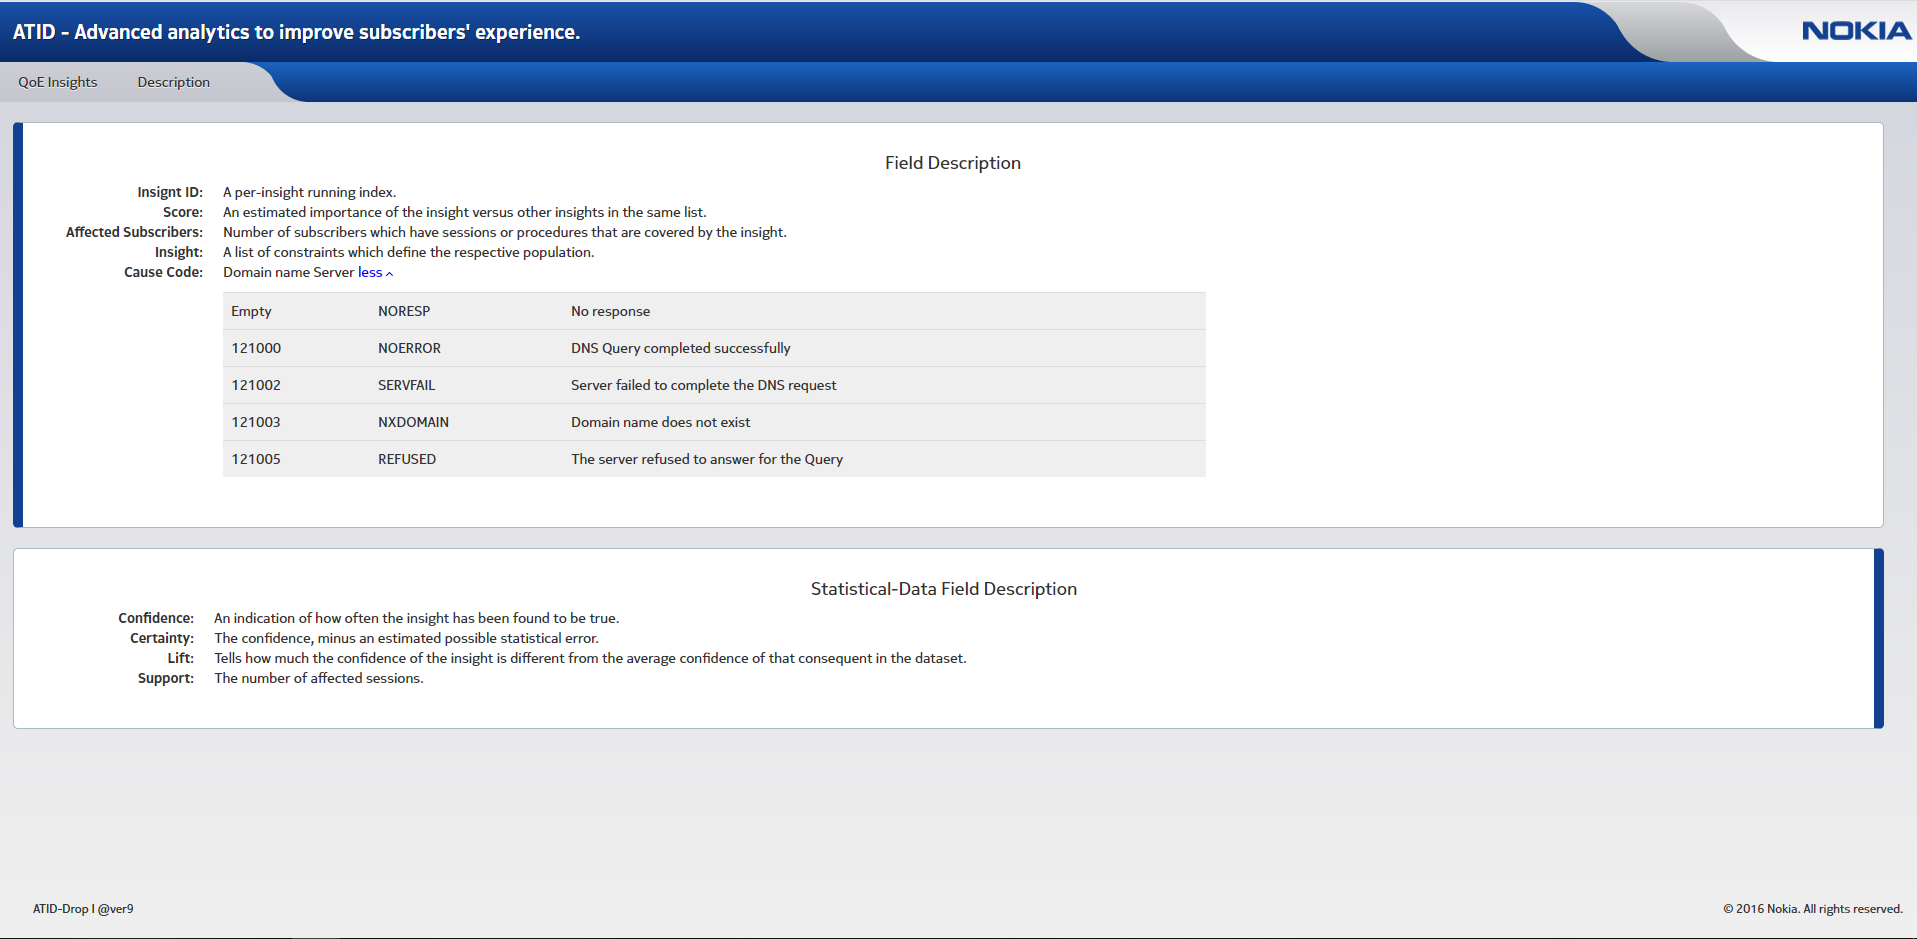 ATID - Advanced analytics to improve subscribers' experience.
NOKIA
QoE Insights Description
Field Description
Insignt ID: A per-insight running index.
Score: An estimated importance of the insight versus other insights in the same list.
Affected Subscribers: Number of subscribers which have sessions or procedures that are covered by the insight.
Insight: A list of constraints which define the respective population.
Cause Code: Domain name Server less
Empty NORESP No response
121000 NOERROR DNS Query completed successfully
121002 SERVFAIL Server failed to complete the DNS request
121003 NXDOMAIN Domain name does not exist
121005 REFUSED The server refused to answer for the Query
Statistical-Data Field Description
Confidence: An indication of how often the insight has been found to be true.
Certainty: The confidence, minus an estimated possible statistical error.
Lift: Tells how much the confidence of the insight is different from the average confidence of that consequent in the dataset.
Support: The number of affected sessions.
ATID-Drop I @ver9
© 2016 Nokia. All rights reserved.